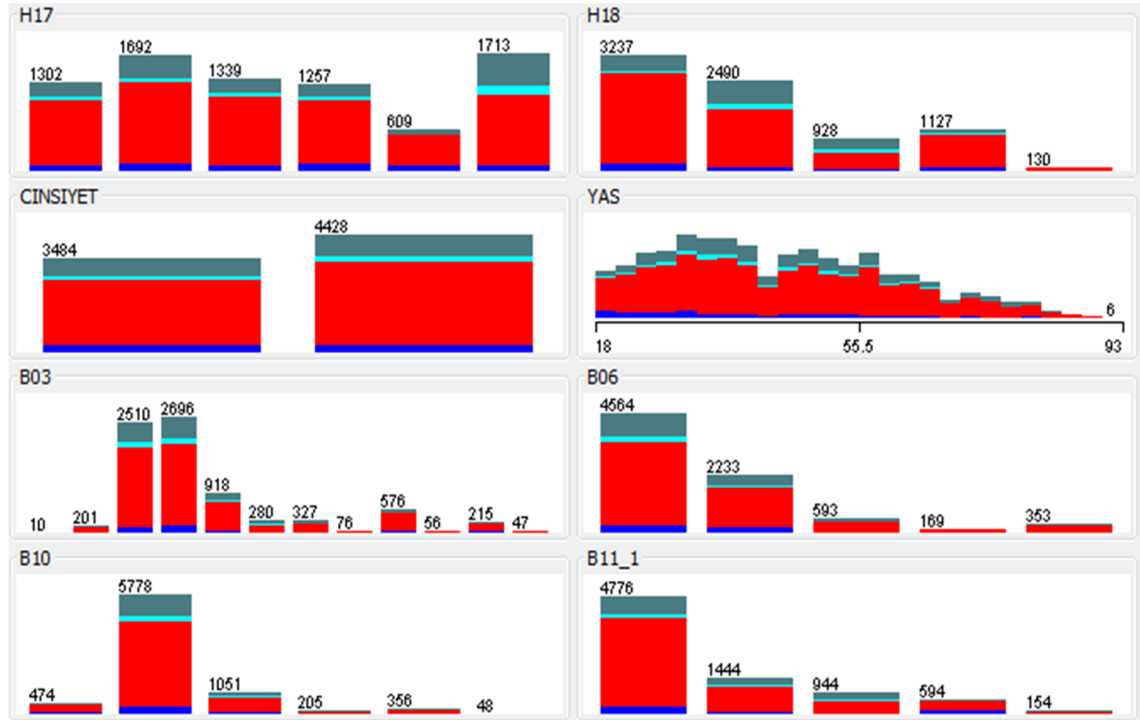 H17
1302 1692 1339 1257 609 1713
H18
3237 2490 928 1127 130
CINSIYET
3484 4428
YAS
6
18 55.5 93
B03
10 201 2510 2696 918 280 327 76 576 56 215 47
B06
4564 2233 593 169 353
B10
474 5778 1051 205 356 48
B11_1
4776 1444 944 594 154